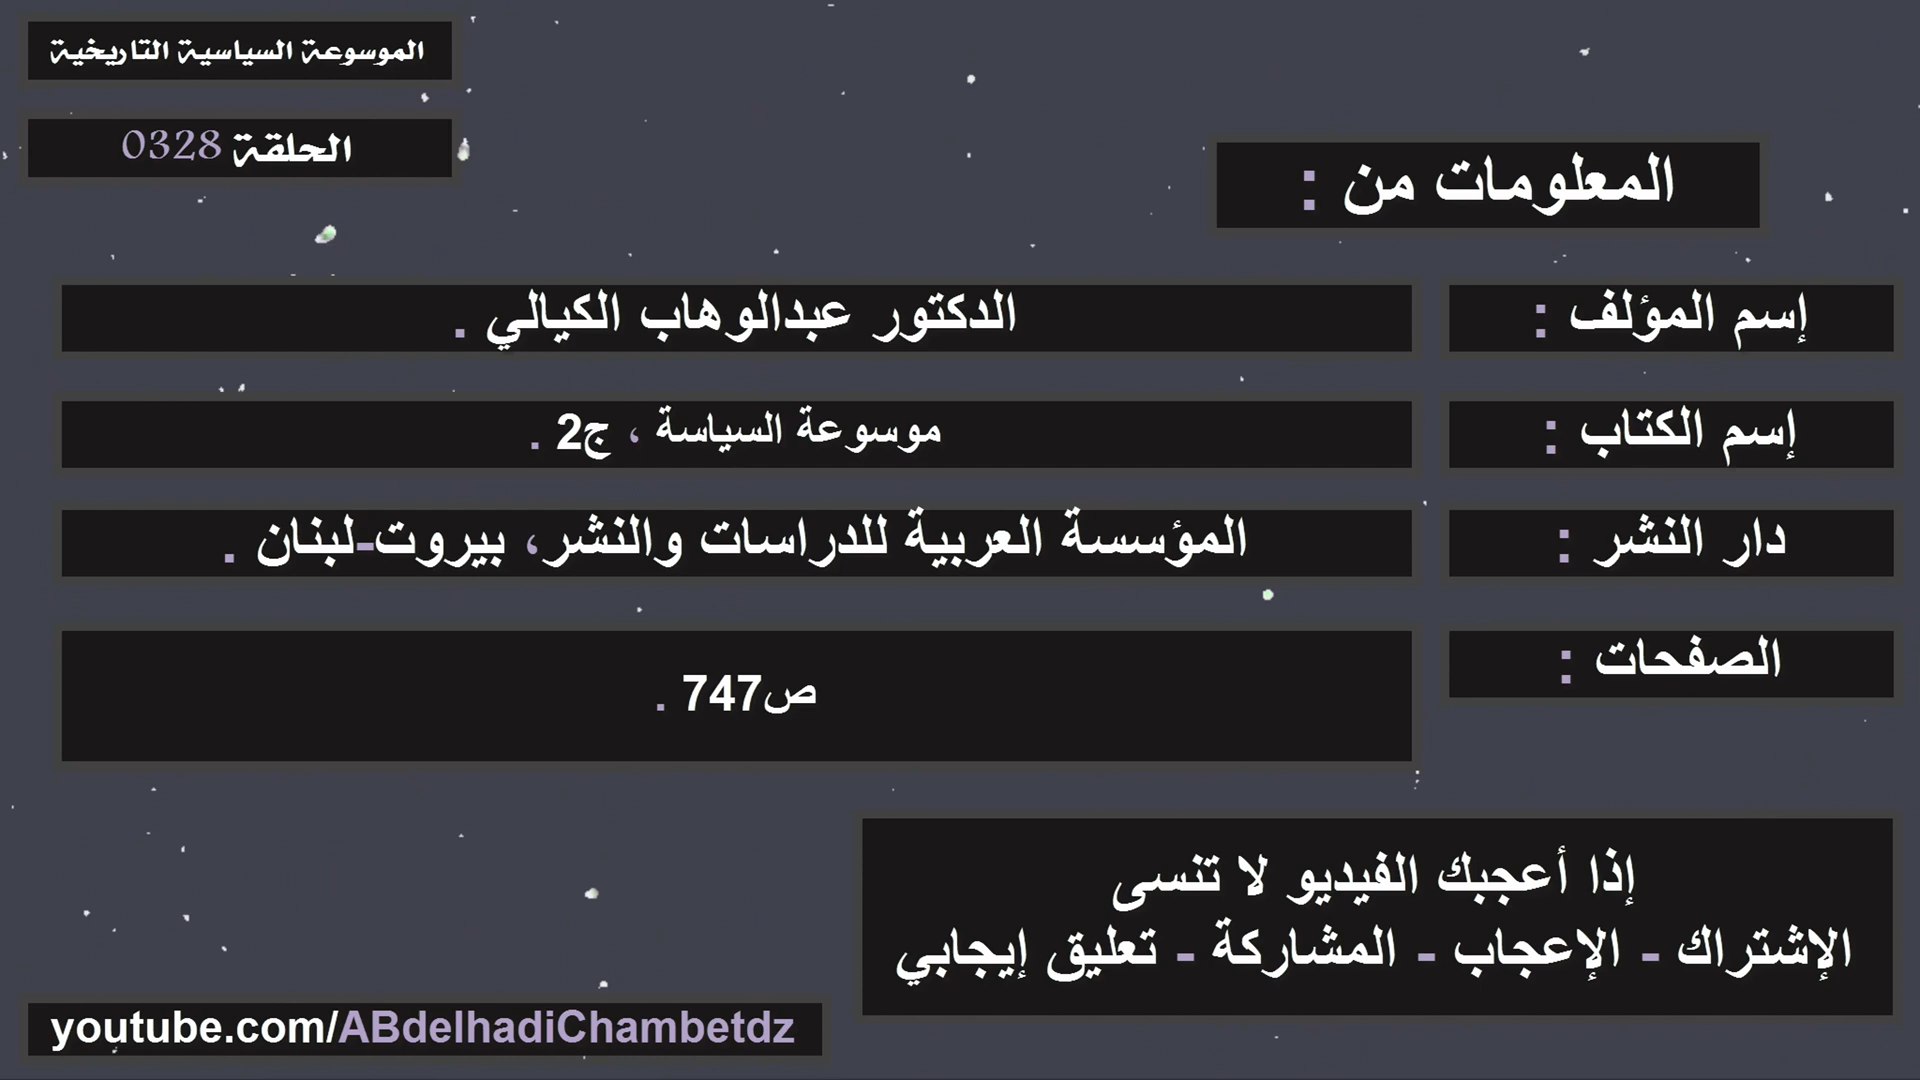 الموسوعة السياسية التاريخية
الحلقة 0328
المعلومات من :
إسم المؤلف :
الدكتور عبدالوهاب الكيالي .
إسم الكتاب :
موسوعة السياسة ، ج2 .
دار النشر :
المؤسسة العربية للدراسات والنشر، بيروت-لبنان .
الصفحات :
ص747 .
إذا أعجبك الفيديو لا تنسى
الإشتراك - الإعجاب - المشاركة - تعليق إيجابي
youtube.com/ABdelhadiChambetdz